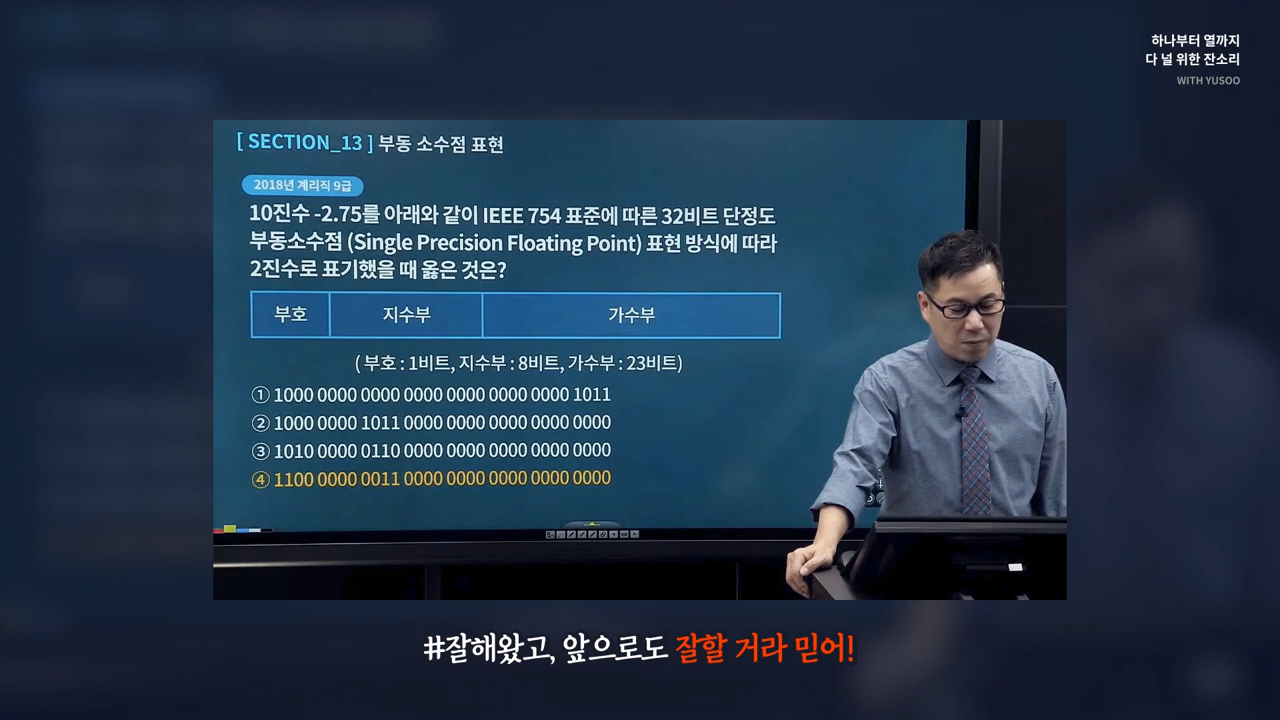 하나부터 열까지
다 널 위한 잔소리
WITH YUSOO
[ SECTION_13 ] 부동 소수점 표현
2018년 계리직 9급
10진수 -2.75를 아래와 같이 IEEE 754 표준에 따른 32비트 단정도
부동소수점 (Single Precision Floating Point) 표현 방식에 따라
2진수로 표기했을 때 옳은 것은?
부호 지수부 가수부
( 부호 : 1비트, 지수부 : 8비트, 가수부 : 23비트)
① 1000 0000 0000 0000 0000 0000 0000 1011
② 1000 0000 1011 0000 0000 0000 0000 0000
③ 1010 0000 0110 0000 0000 0000 0000 0000
④ 1100 0000 0011 0000 0000 0000 0000 0000
#잘해왔고, 앞으로도 잘할 거라 믿어!